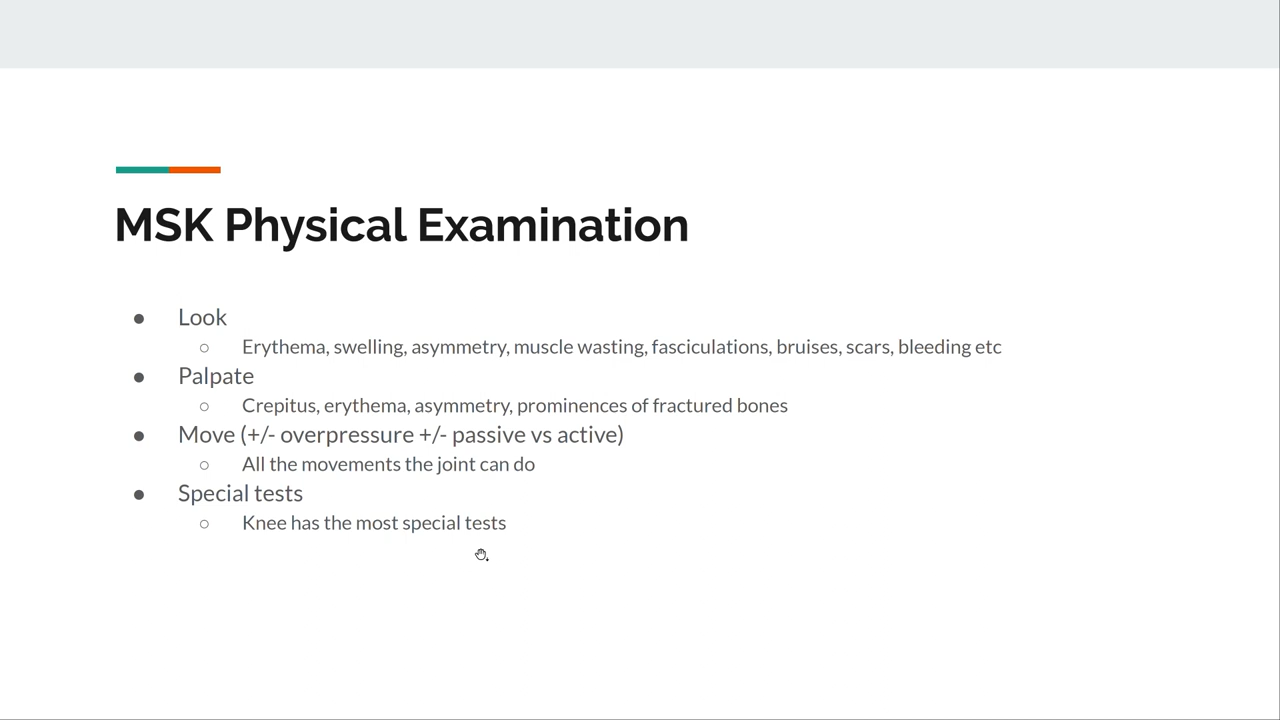 MSK Physical Examination
● Look
○ Erythema, swelling, asymmetry, muscle wasting, fasciculations, bruises, scars, bleeding etc
● Palpate
○ Crepitus, erythema, asymmetry, prominences of fractured bones
● Move (+/- overpressure +/- passive vs active)
○ All the movements the joint can do
● Special tests
○ Knee has the most special tests